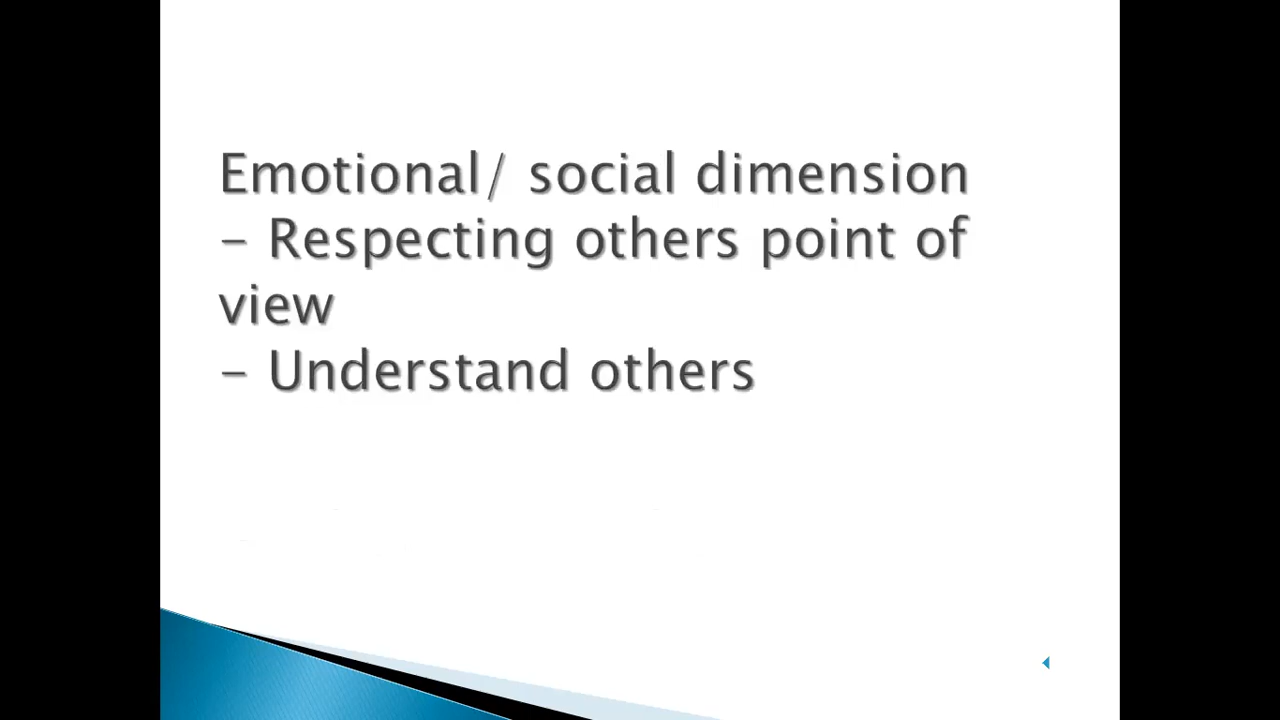 Emotional/ social dimension
- Respecting others point of
view
- Understand others